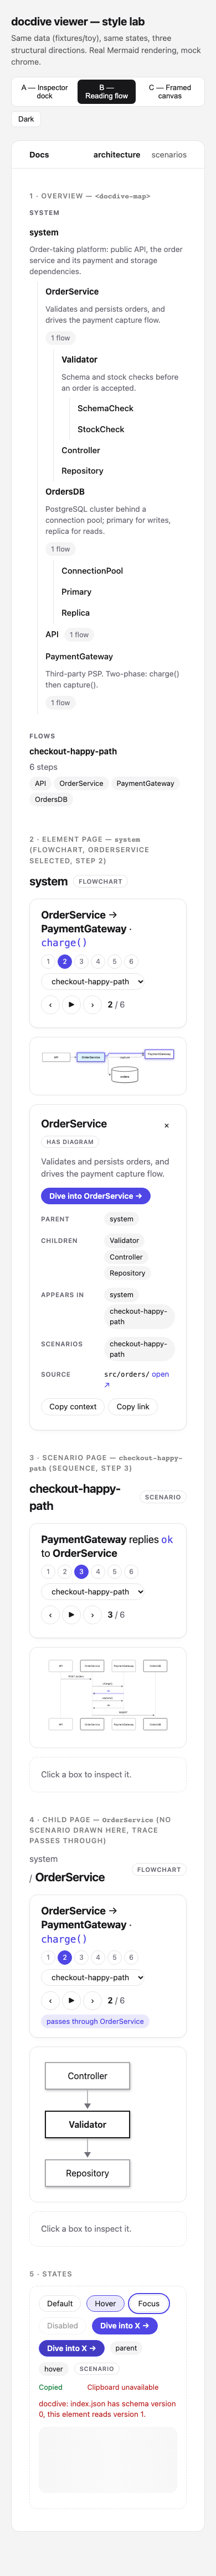 docdive viewer — style lab
Same data (fixtures/toy), same states, three
structural directions. Real Mermaid rendering, mock
chrome.
A — Inspector
dock
B —
Reading flow
C — Framed
canvas
Dark
Docs
architecture
scenarios
1 · OVERVIEW — <docdive-map>
SYSTEM
system
Order-taking platform: public API, the order
service and its payment and storage
dependencies.
OrderService
Validates and persists orders, and
drives the payment capture flow.
1 flow
Validator
Schema and stock checks before
an order is accepted.
SchemaCheck
StockCheck
Controller
Repository
OrdersDB
PostgreSQL cluster behind a
connection pool; primary for writes,
replica for reads.
1 flow
ConnectionPool
Primary
Replica
API 1 flow
PaymentGateway
Third-party PSP. Two-phase: charge()
then capture().
1 flow
FLOWS
checkout-happy-path
6 steps
API OrderService PaymentGateway
OrdersDB
2 · ELEMENT PAGE — system
(FLOWCHART, ORDERSERVICE
SELECTED, STEP 2)
system FLOWCHART
OrderService →
PaymentGateway ·
charge()
1 2 3 4 5 6
checkout-happy-path
‹ ▶ › 2 / 6
API
OrderService
PaymentGateway
OrderService ×
HAS DIAGRAM
Validates and persists orders, and
drives the payment capture flow.
Dive into OrderService →
PARENT system
CHILDREN Validator
Controller
Repository
APPEARS IN system
checkout-happy-
path
SCENARIOS checkout-happy-
path
SOURCE src/orders/ open
↗
Copy context Copy link
3 · SCENARIO PAGE — checkout-happy-
path (SEQUENCE, STEP 3)
checkout-happy-
path
SCENARIO
PaymentGateway replies ok
to OrderService
1 2 3 4 5 6
checkout-happy-path
‹ ▶ › 3 / 6
API OrderService PaymentGateway OrdersDB
API OrderService PaymentGateway OrdersDB
Click a box to inspect it.
4 · CHILD PAGE — OrderService (NO
SCENARIO DRAWN HERE, TRACE
PASSES THROUGH)
system
/ OrderService
FLOWCHART
OrderService →
PaymentGateway ·
charge()
1 2 3 4 5 6
checkout-happy-path
‹ ▶ › 2 / 6
passes through OrderService
Controller
Validator
Repository
Click a box to inspect it.
5 · STATES
Default Hover Focus
Disabled Dive into X →
Dive into X → parent
hover SCENARIO
Copied Clipboard unavailable
docdive: index.json has schema version
0, this element reads version 1.